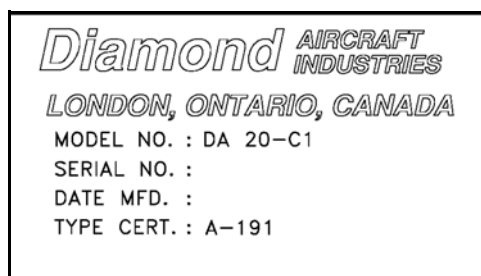 Diamond AIRCRAFT INDUSTRIES
LONDON, ONTARIO, CANADA
MODEL NO. : DA 20-C1
SERIAL NO. :
DATE MFD. :
TYPE CERT. : A-191